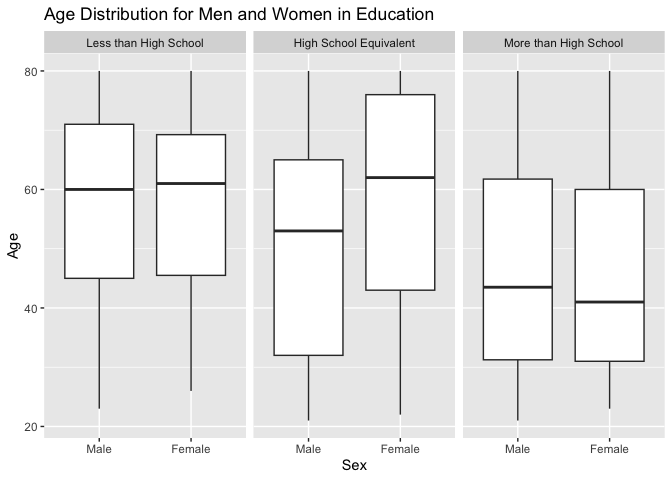 Age Distribution for Men and Women in Education
Less than High School
High School Equivalent
More than High School
80
60
40
20
Age
Male
Female
Male
Female
Male
Female
Sex